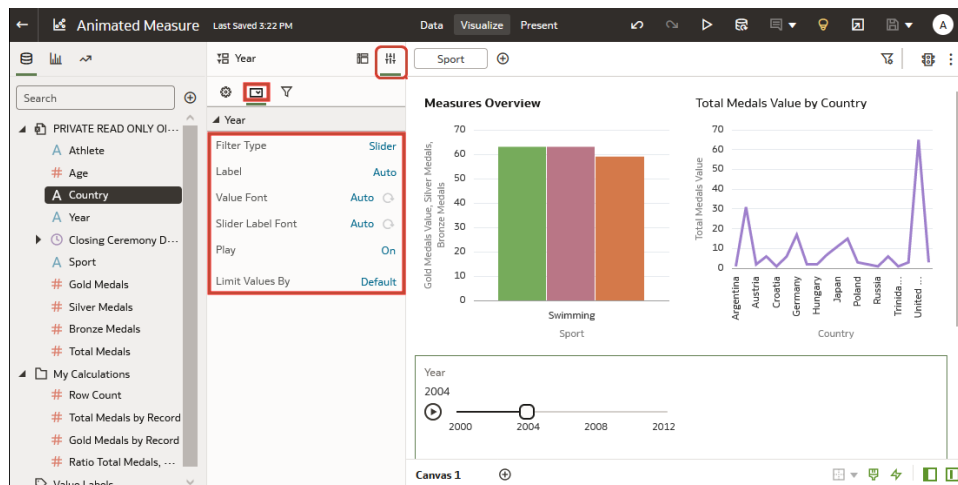 Animated Measure Last Saved 3:22 PM Data Visualize Present A
Search
PRIVATE READ ONLY Ol...
A Athlete
# Age
A Country
A Year
Closing Ceremony D...
A Sport
# Gold Medals
# Silver Medals
# Bronze Medals
# Total Medals
My Calculations
# Row Count
# Total Medals by Record
# Gold Medals by Record
# Ratio Total Medals, ...
Value Labels
Year
Year
Filter Type Slider
Label Auto
Value Font Auto
Slider Label Font Auto
Play On
Limit Values By Default
Sport
Measures Overview
Gold Medals Value, Silver Medals,
Bronze Medals
70
60
50
40
30
20
10
0
Swimming
Sport
Total Medals Value by Country
Total Medals Value
70
60
50
40
30
20
10
0
Argentina
Austria
Croatia
Germany
Hungary
Japan
Poland
Russia
Trinida...
United ...
Country
Year
2004
2000 2004 2008 2012
Canvas 1